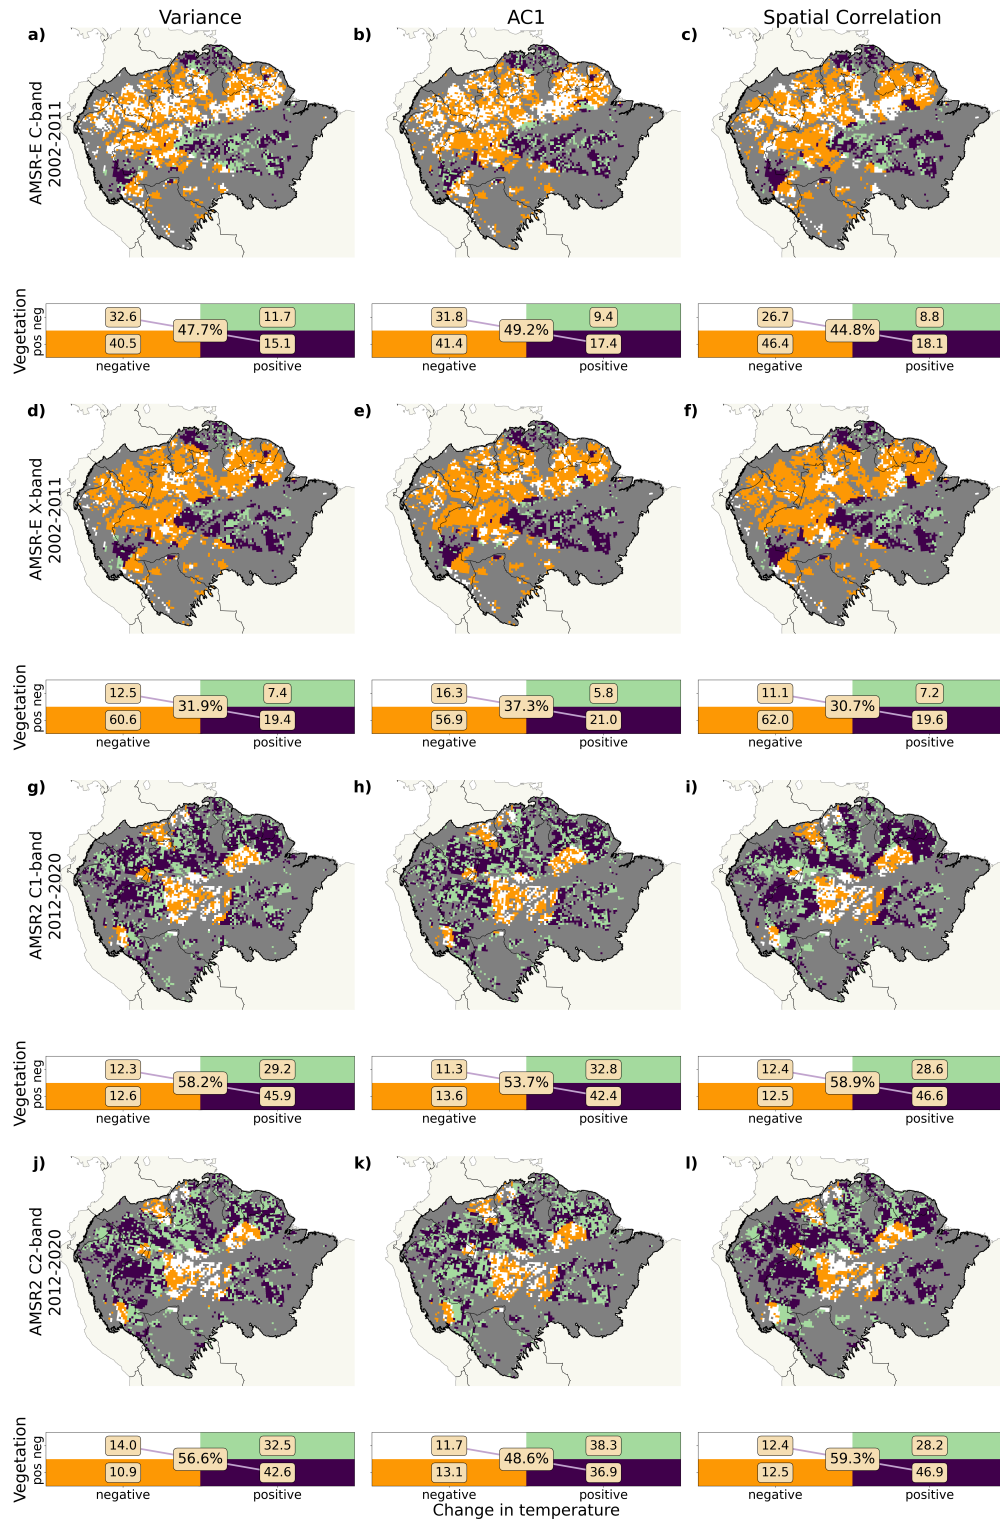 Variance AC1 Spatial Correlation
a) b) c)
AMSR-E C-band
2002-2011
Vegetation
pos neg
32.6 11.7
47.7%
40.5 15.1
negative positive
31.8 9.4
49.2%
41.4 17.4
negative positive
26.7 8.8
44.8%
46.4 18.1
negative positive
d) e) f)
AMSR-E X-band
2002-2011
Vegetation
pos neg
12.5 7.4
31.9%
60.6 19.4
negative positive
16.3 5.8
37.3%
56.9 21.0
negative positive
11.1 7.2
30.7%
62.0 19.6
negative positive
g) h) i)
AMSR2 C1-band
2012-2020
Vegetation
pos neg
12.3 29.2
58.2%
12.6 45.9
negative positive
11.3 32.8
53.7%
13.6 42.4
negative positive
12.4 28.6
58.9%
12.5 46.6
negative positive
j) k) l)
AMSR2 C2-band
2012-2020
Vegetation
pos neg
14.0 32.5
56.6%
10.9 42.6
negative positive
11.7 38.3
48.6%
13.1 36.9
negative positive
12.4 28.2
59.3%
12.5 46.9
negative positive
Change in temperature